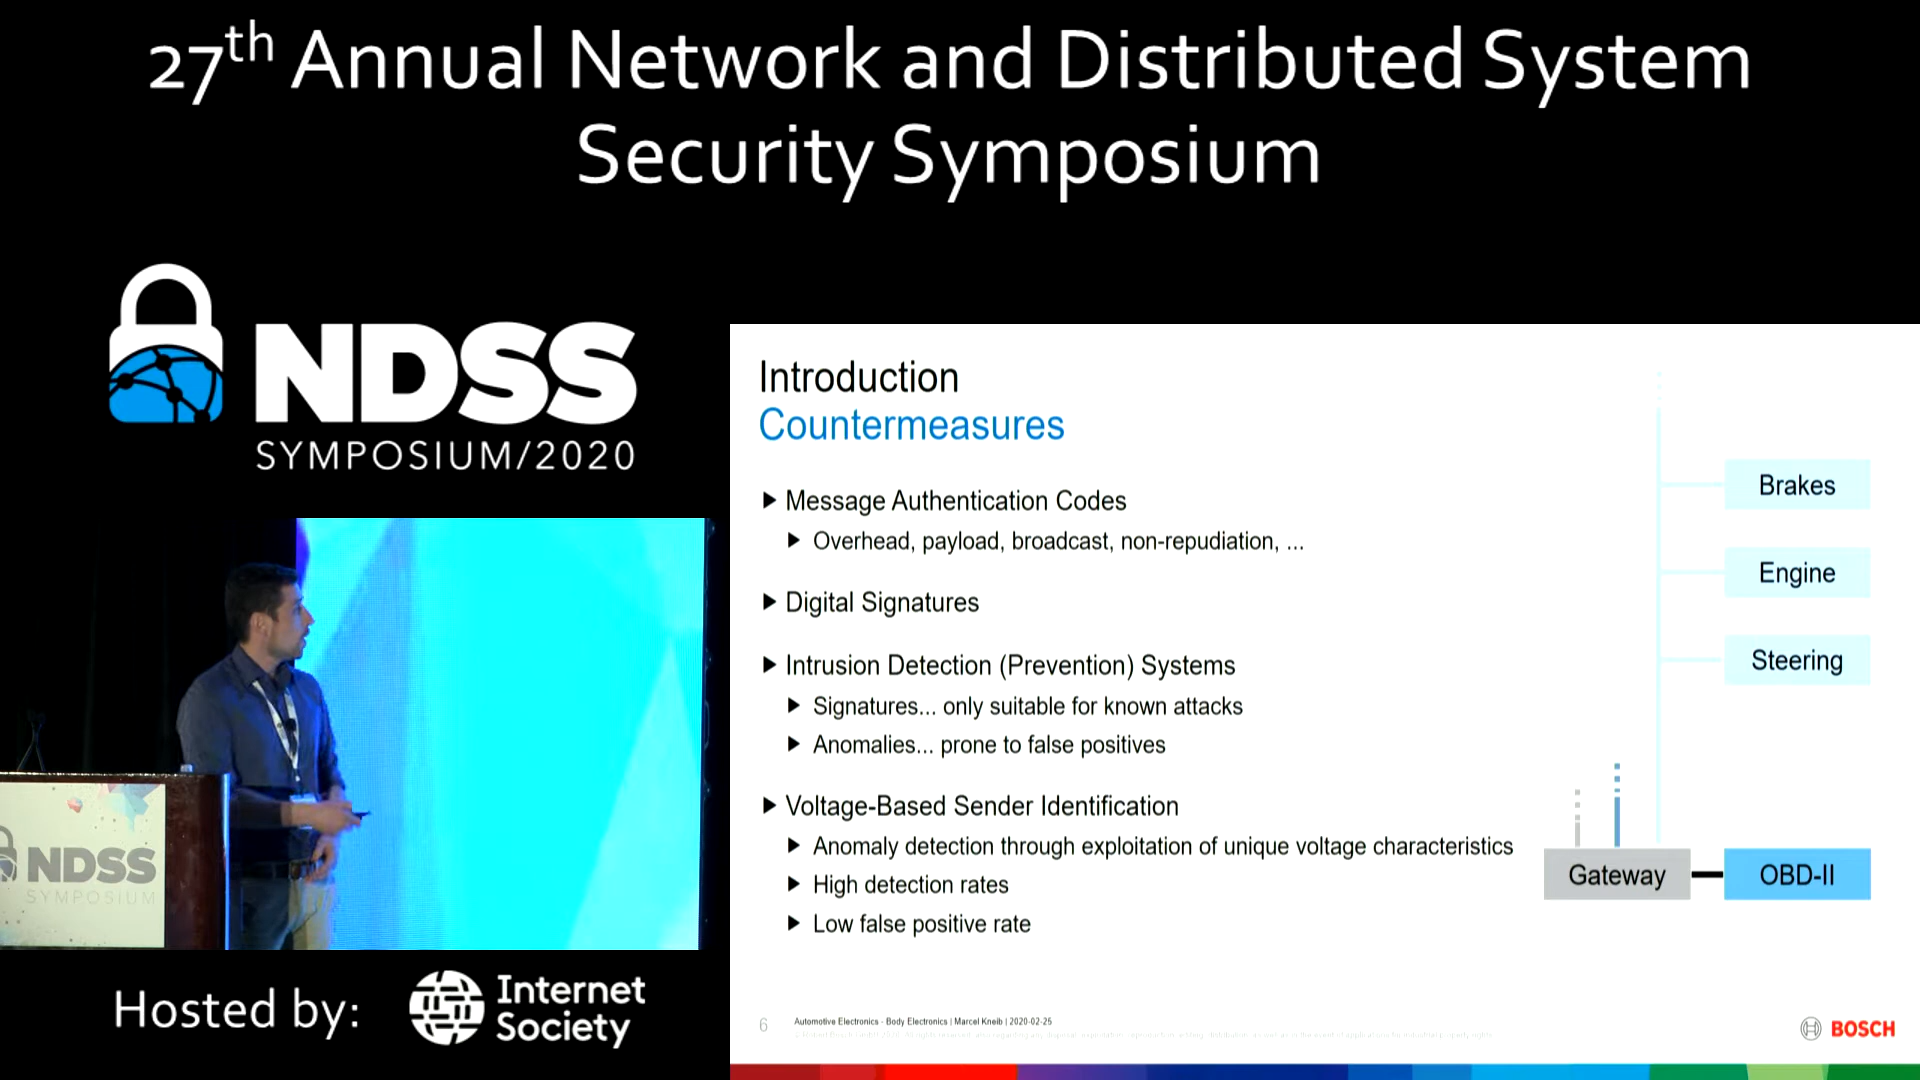 27th Annual Network and Distributed System
Security Symposium
NDSS
SYMPOSIUM/2020
NDSS
SYMPOSIUM
Hosted by:
Internet
Society
Introduction
Countermeasures
Message Authentication Codes
Overhead, payload, broadcast, non-repudiation, ...
Digital Signatures
Intrusion Detection (Prevention) Systems
Signatures... only suitable for known attacks
Anomalies... prone to false positives
Voltage-Based Sender Identification
Anomaly detection through exploitation of unique voltage characteristics
High detection rates
Low false positive rate
Brakes
Engine
Steering
Gateway
OBD-II
6
Automotive Electronics - Body Electronics | Marcel Kneib | 2020-02-25
BOSCH